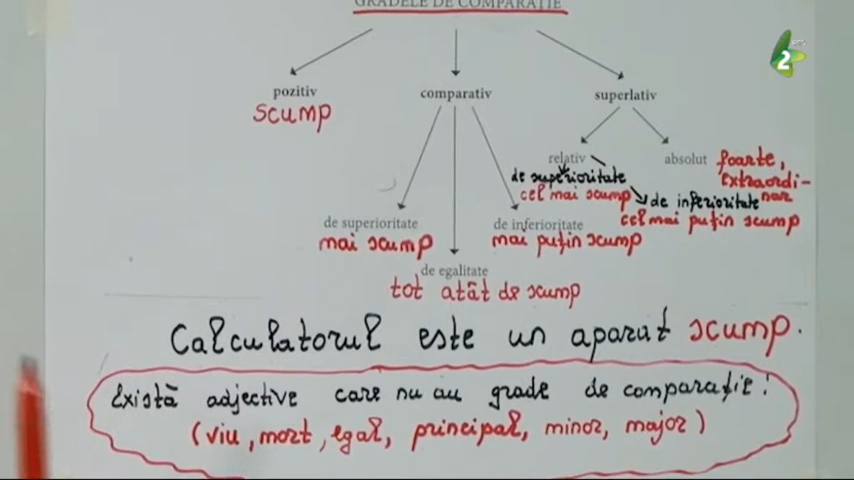 GRADELE DE COMPARAȚIE
pozitiv
scump
comparativ
superlativ
relativ
absolut
foarte,
extraordi-
nar
de superioritate
cel mai scump
de inferioritate
cel mai puțin scump
de superioritate
mai scump
de inferioritate
mai puțin scump
de egalitate
tot atât de scump
Calculatorul este un aparat scump.
Există adjective care nu au grade de comparație!
(viu, mort, egal, principal, minor, major)
2